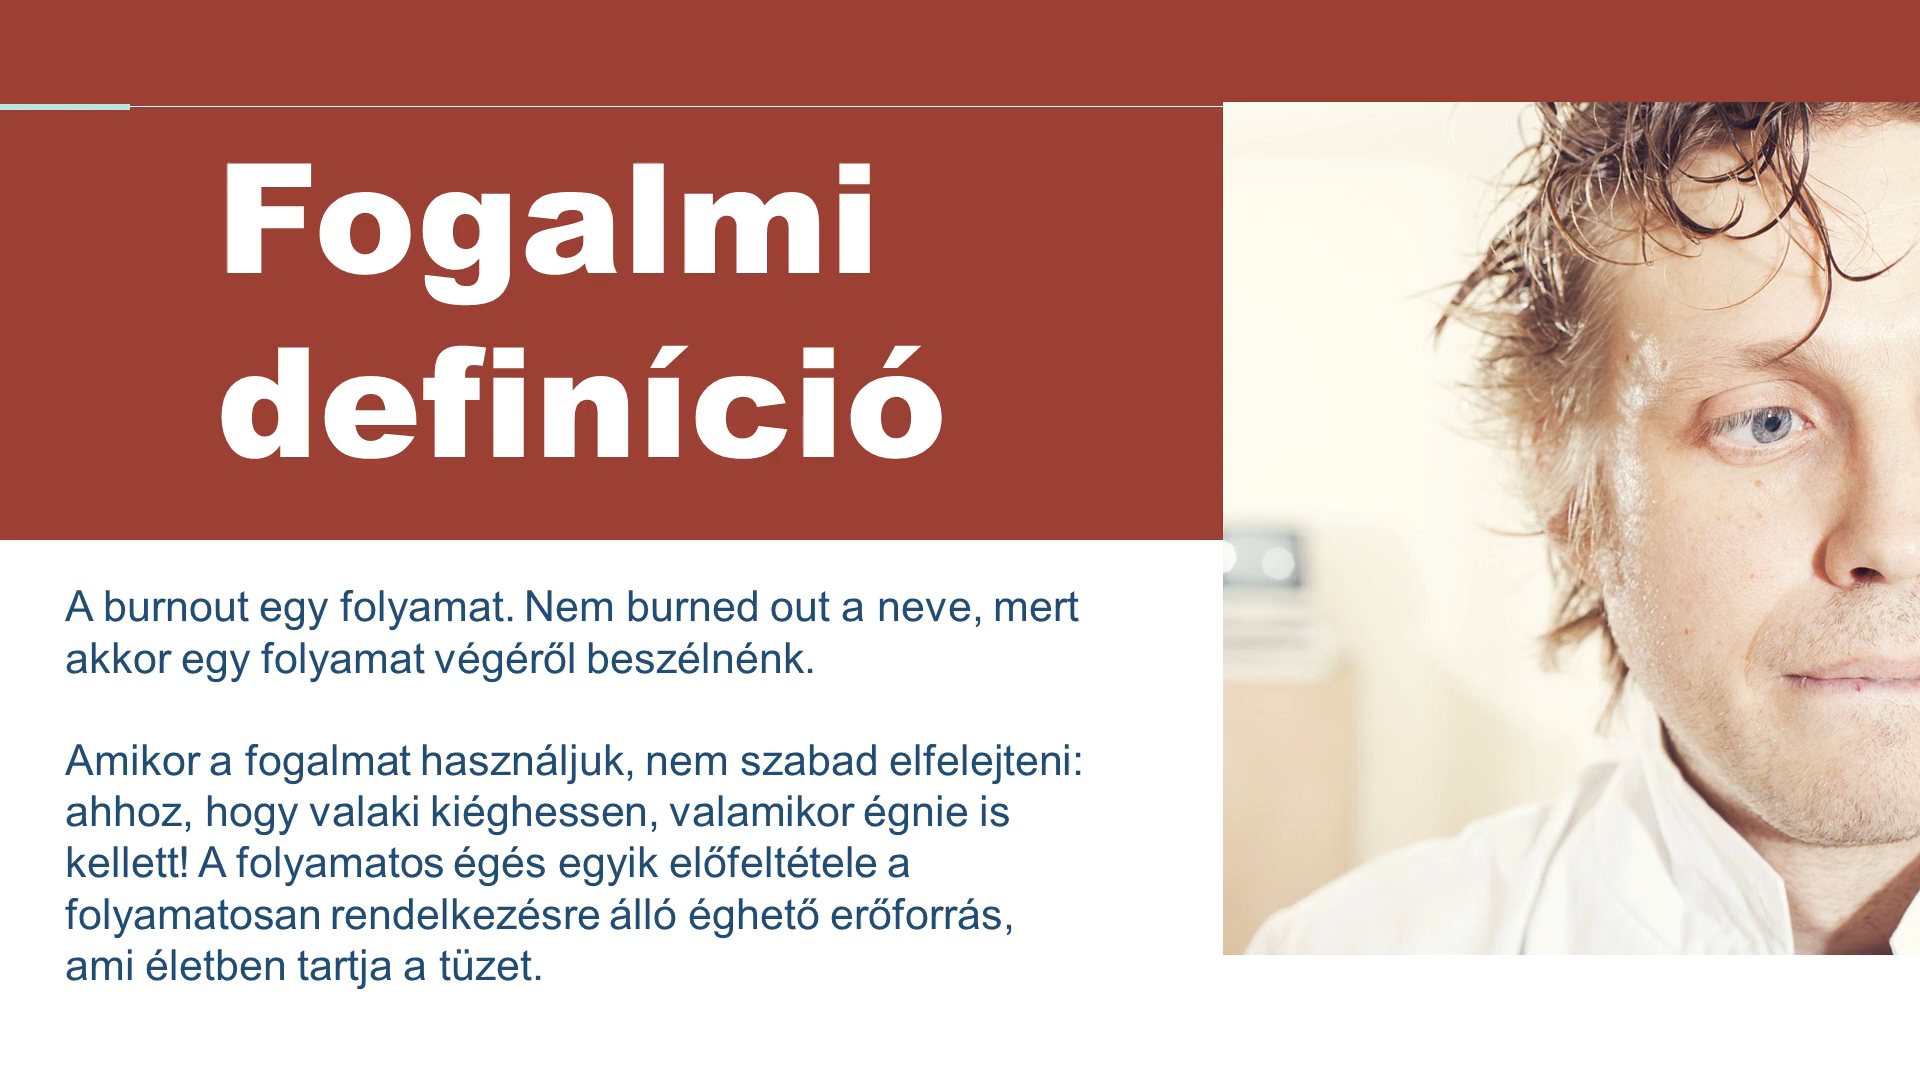 Fogalmi
definíció
A burnout egy folyamat. Nem burned out a neve, mert
akkor egy folyamat végéről beszélnénk.
Amikor a fogalmat használjuk, nem szabad elfelejteni:
ahhoz, hogy valaki kiéghessen, valamikor égnie is
kellett! A folyamatos égés egyik előfeltétele a
folyamatosan rendelkezésre álló éghető erőforrás,
ami életben tartja a tüzet.